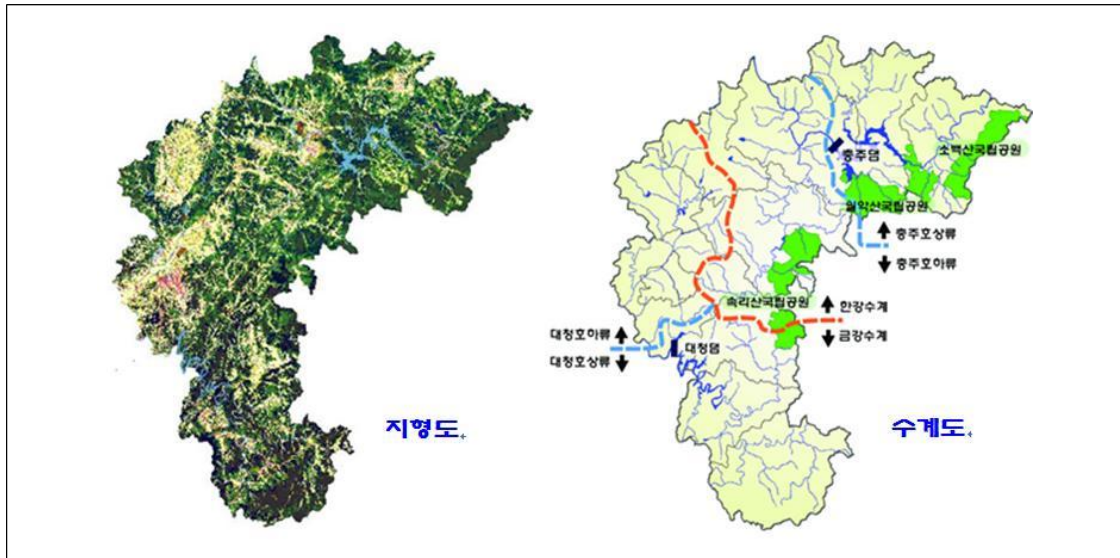 지형도
충주댐
소백산국립공원
월악산국립공원
충주호상류
충주호하류
속리산국립공원
한강수계
금강수계
대청호하류
대청호상류
대청댐
수계도